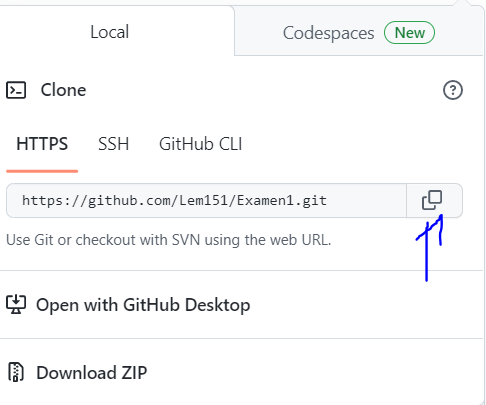 Local
Codespaces New
Clone
HTTPS SSH GitHub CLI
https://github.com/Lem151/Examen1.git
Use Git or checkout with SVN using the web URL.
Open with GitHub Desktop
Download ZIP